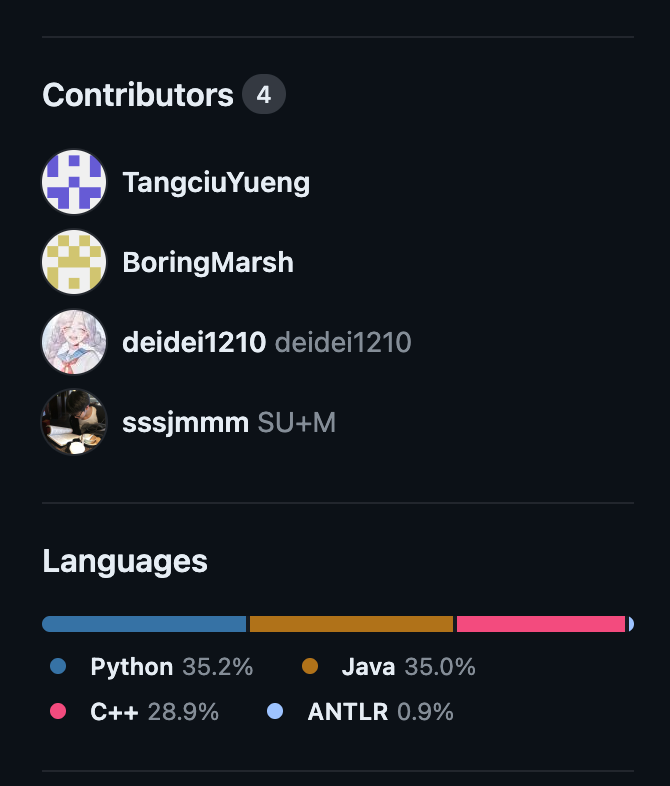 Contributors 4
TangciuYueng
BoringMarsh
deidei1210 deidei1210
sssjmmm SU+M
Languages
Python 35.2% Java 35.0%
C++ 28.9% ANTLR 0.9%